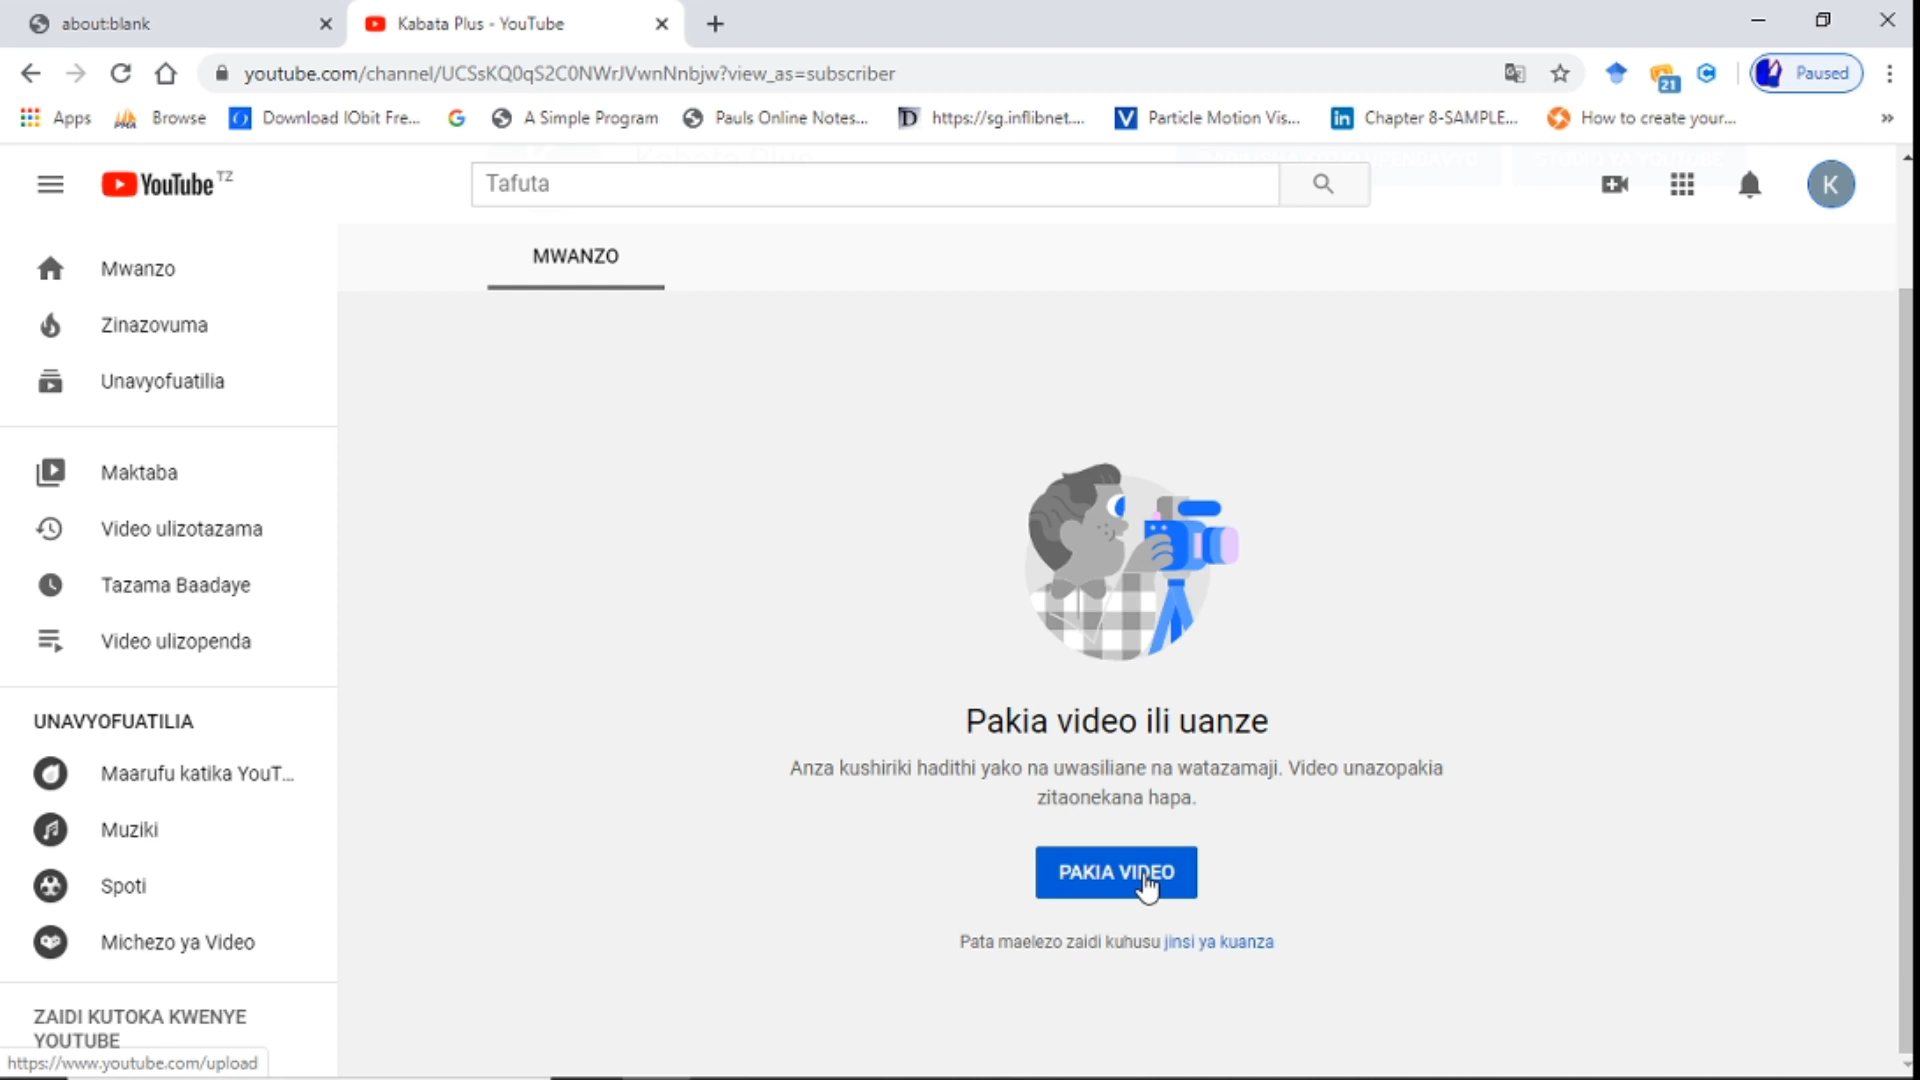 about:blank
Kabata Plus - YouTube
youtube.com/channel/UCSsKQ0qS2C0NWrJVwnNnbjw?view_as=subscriber
21
Paused
Apps
Browse
Download IObit Fre...
A Simple Program
Pauls Online Notes...
https://sg.inflibnet....
Particle Motion Vis...
Chapter 8-SAMPLE...
How to create your...
YouTube TZ
Tafuta
K
MWANZO
Mwanzo
Zinazovuma
Unavyofuatilia
Maktaba
Video ulizotazama
Tazama Baadaye
Video ulizopenda
UNAVYOFUATILIA
Maarufu katika YouT...
Muziki
Spoti
Michezo ya Video
ZAIDI KUTOKA KWENYE
YOUTUBE
Pakia video ili uanze
Anza kushiriki hadithi yako na uwasiliane na watazamaji. Video unazopakia
zitaonekana hapa.
PAKIA VIDEO
Pata maelezo zaidi kuhusu jinsi ya kuanza
https://www.youtube.com/upload